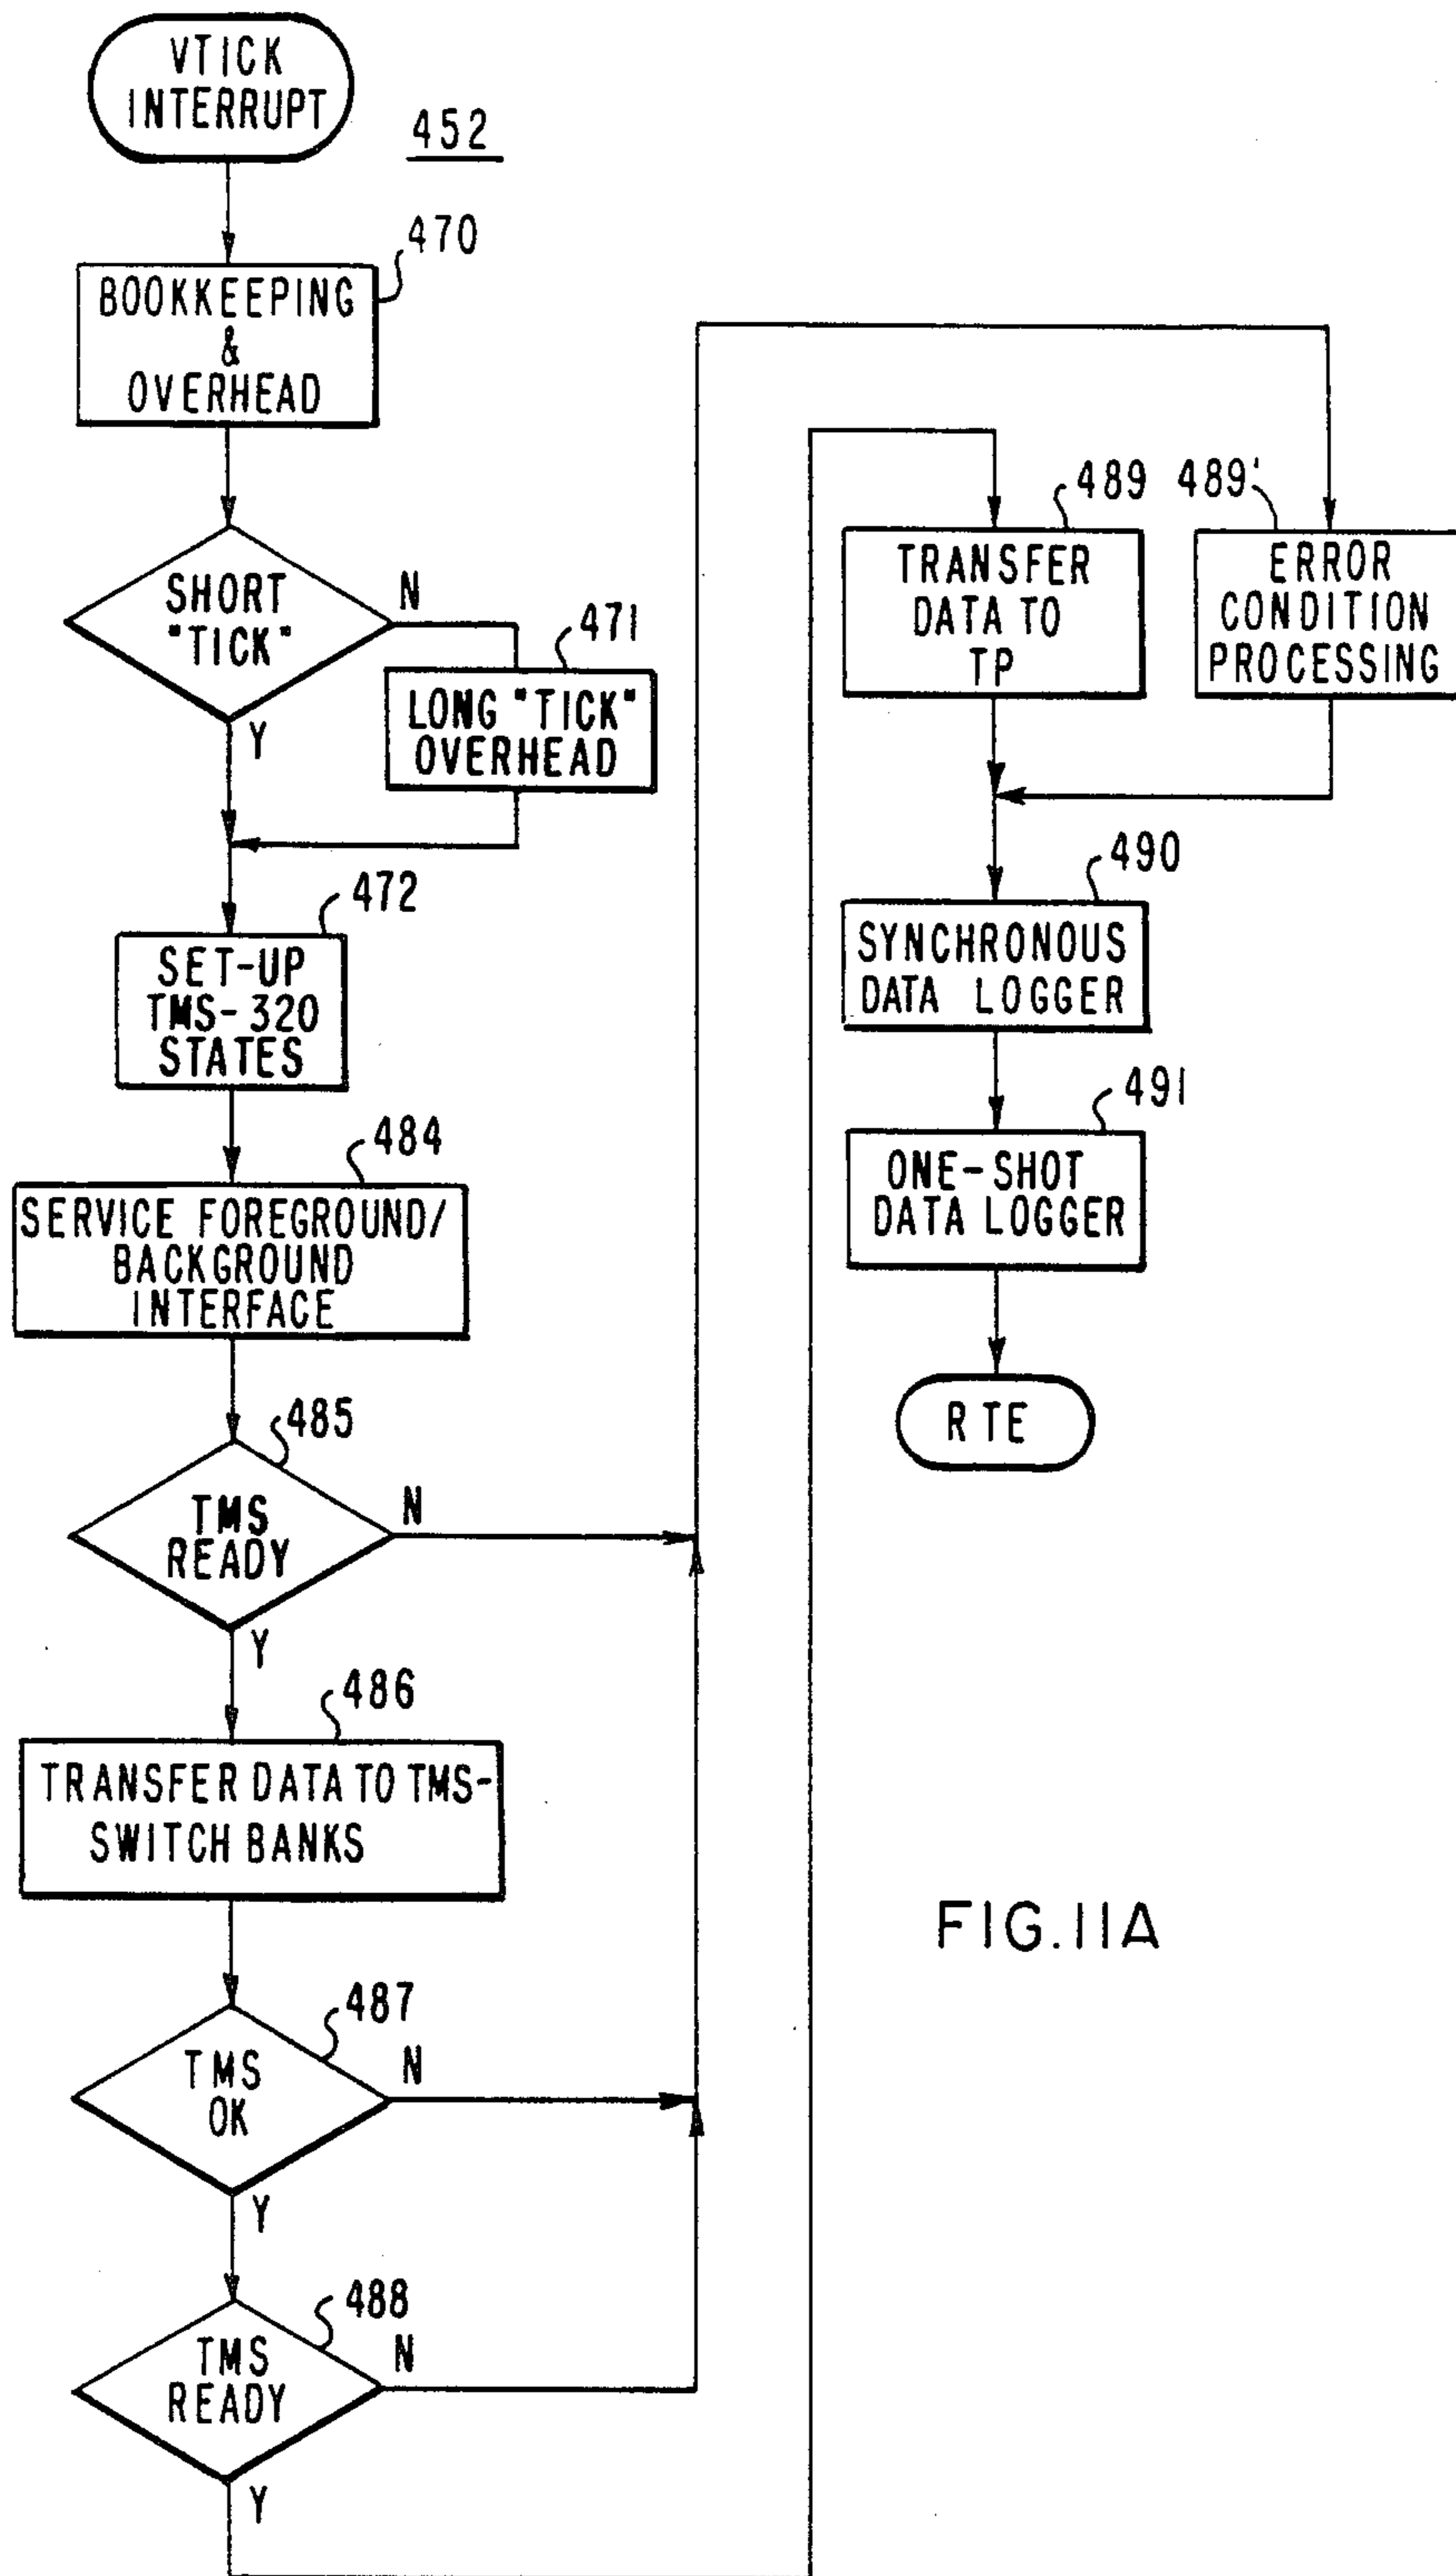 VTICK
INTERRUPT
452
470
BOOKKEEPING
&
OVERHEAD
SHORT
"TICK"
N
Y
471
LONG "TICK"
OVERHEAD
472
SET-UP
TMS-320
STATES
484
SERVICE FOREGROUND/
BACKGROUND
INTERFACE
485
TMS
READY
N
Y
486
TRANSFER DATA TO TMS-
SWITCH BANKS
487
TMS
OK
N
Y
488
TMS
READY
N
Y
489
TRANSFER
DATA TO
TP
489'
ERROR
CONDITION
PROCESSING
490
SYNCHRONOUS
DATA LOGGER
491
ONE-SHOT
DATA LOGGER
RTE
FIG.11A